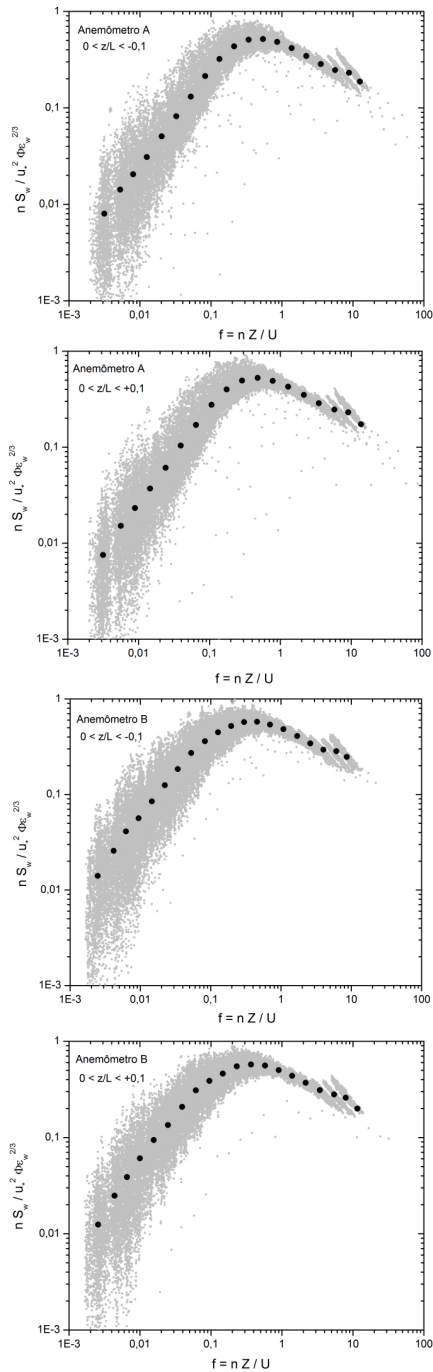 Anemômetro A
0 < z/L < -0,1
1
0,1
0,01
1E-3
n S_w / u_*^2 Φε_w^{2/3}
1E-3 0,01 0,1 1 10 100
f = n Z / U
Anemômetro A
0 < z/L < +0,1
1
0,1
0,01
1E-3
n S_w / u_*^2 Φε_w^{2/3}
1E-3 0,01 0,1 1 10 100
f = n Z / U
Anemômetro B
0 < z/L < -0,1
1
0,1
0,01
1E-3
n S_w / u_*^2 Φε_w^{2/3}
1E-3 0,01 0,1 1 10 100
f = n Z / U
Anemômetro B
0 < z/L < +0,1
1
0,1
0,01
1E-3
n S_w / u_*^2 Φε_w^{2/3}
1E-3 0,01 0,1 1 10 100
f = n Z / U